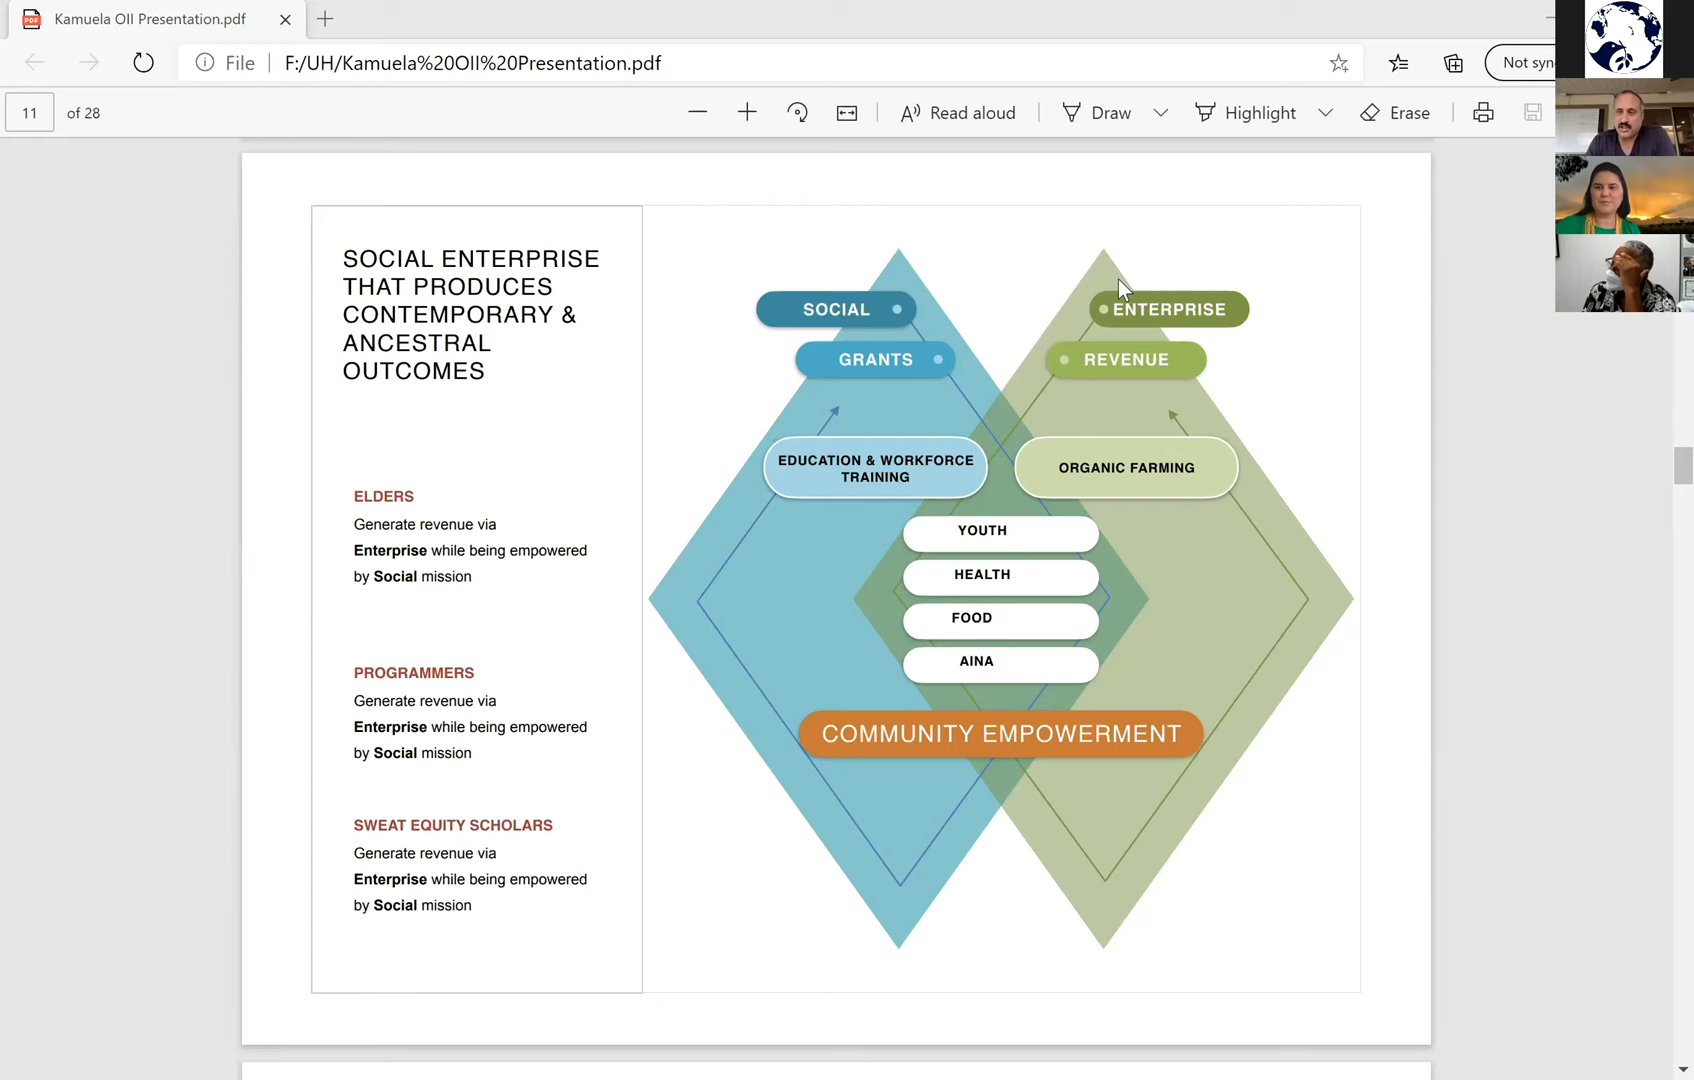 Kamuela OII Presentation.pdf
File
F:/UH/Kamuela%20OII%20Presentation.pdf
Not syn
11 of 28
Read aloud
Draw
Highlight
Erase
SOCIAL ENTERPRISE
THAT PRODUCES
CONTEMPORARY &
ANCESTRAL
OUTCOMES
ELDERS
Generate revenue via
Enterprise while being empowered
by Social mission
PROGRAMMERS
Generate revenue via
Enterprise while being empowered
by Social mission
SWEAT EQUITY SCHOLARS
Generate revenue via
Enterprise while being empowered
by Social mission
SOCIAL
ENTERPRISE
GRANTS
REVENUE
EDUCATION & WORKFORCE
TRAINING
ORGANIC FARMING
YOUTH
HEALTH
FOOD
AINA
COMMUNITY EMPOWERMENT